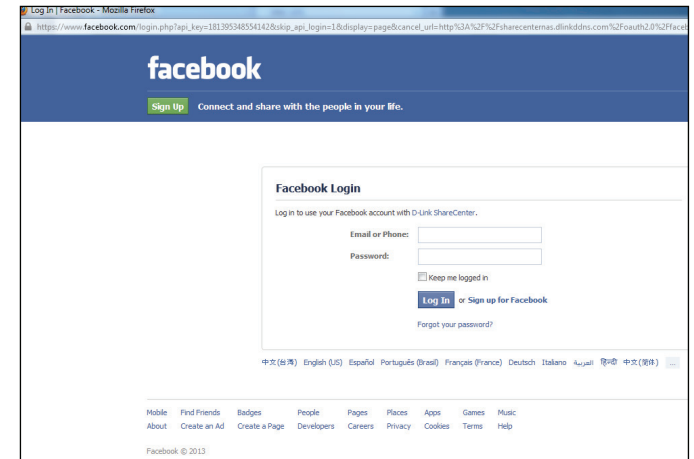 Log In | Facebook - Mozilla Firefox
https://www.facebook.com/login.php?api_key=181395348554142&skip_api_login=1&display=page&cancel_url=http%3A%2F%2Fsharecenternas.dlinkddns.com%2Foauth2.0%2Ffaceb
facebook
Sign Up Connect and share with the people in your life.
Facebook Login
Log in to use your Facebook account with D-Link ShareCenter.
Email or Phone:
Password:
Keep me logged in
Log In or Sign up for Facebook
Forgot your password?
中文(台灣) English (US) Español Português (Brasil) Français (France) Deutsch Italiano العربية हिन्दी 中文(简体) ...
Mobile Find Friends Badges People Pages Places Apps Games Music
About Create an Ad Create a Page Developers Careers Privacy Cookies Terms Help
Facebook © 2013